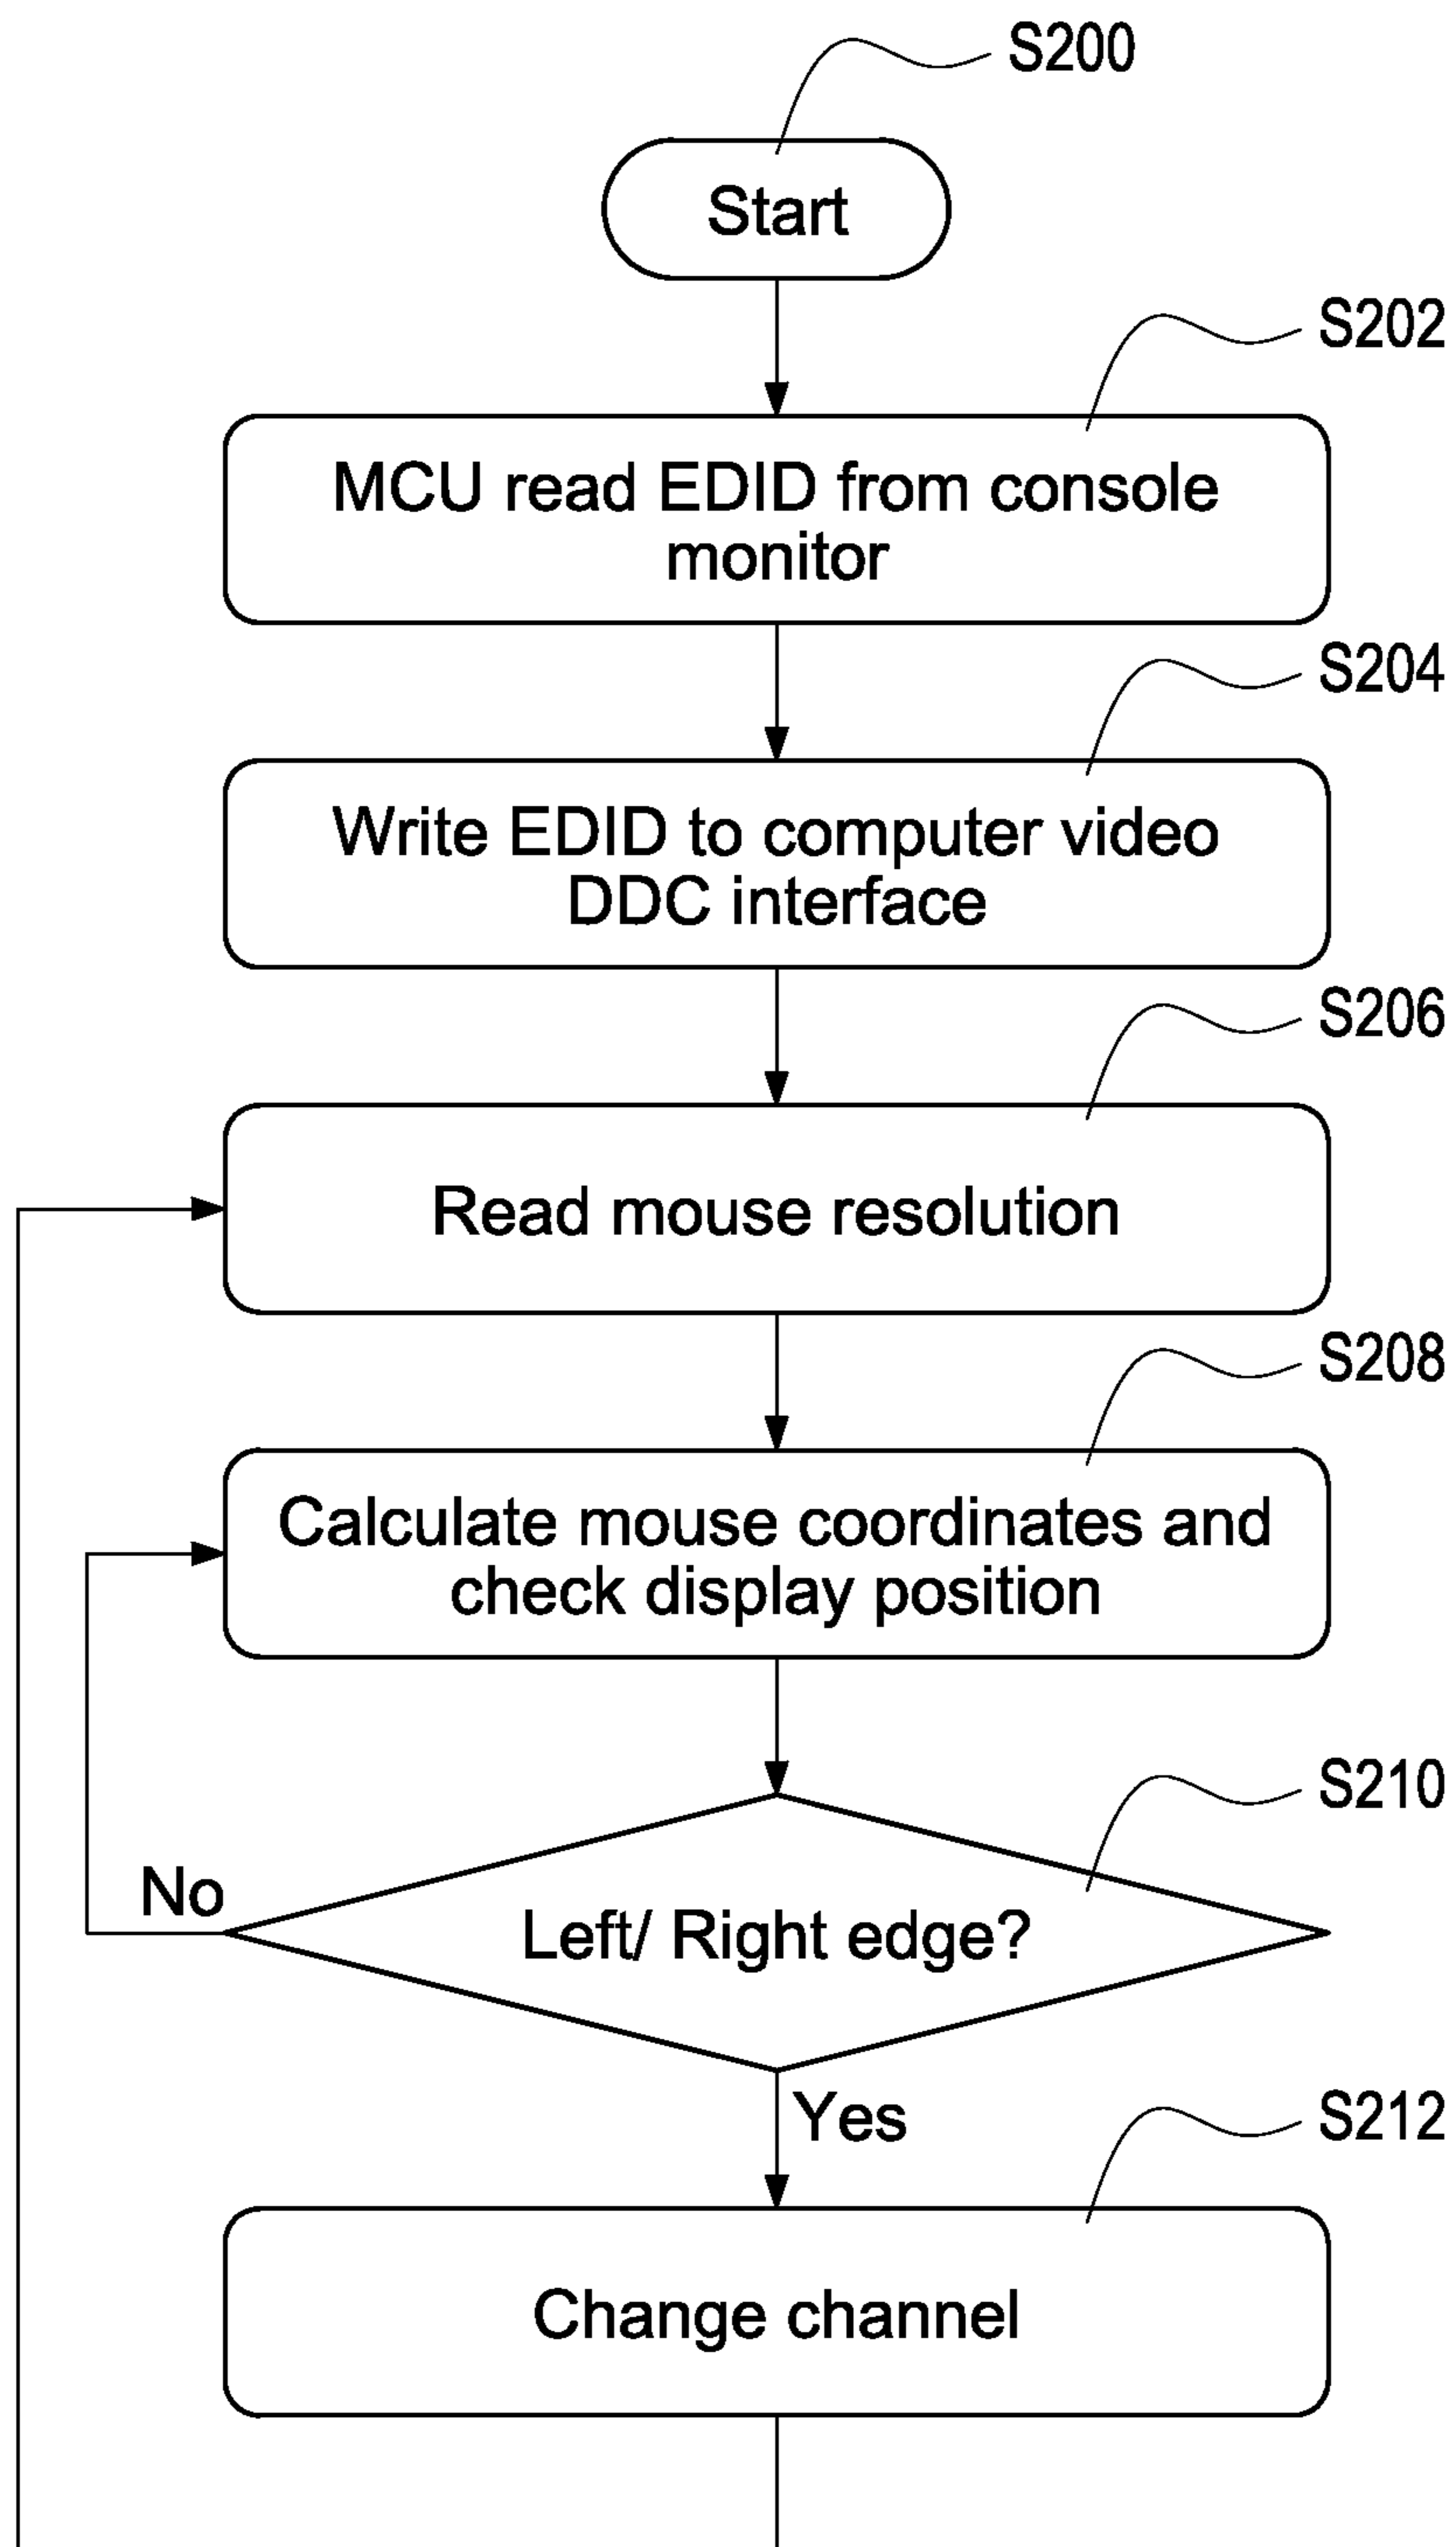 S200
Start
S202
MCU read EDID from console
monitor
S204
Write EDID to computer video
DDC interface
S206
Read mouse resolution
S208
Calculate mouse coordinates and
check display position
S210
No
Left/ Right edge?
Yes
S212
Change channel